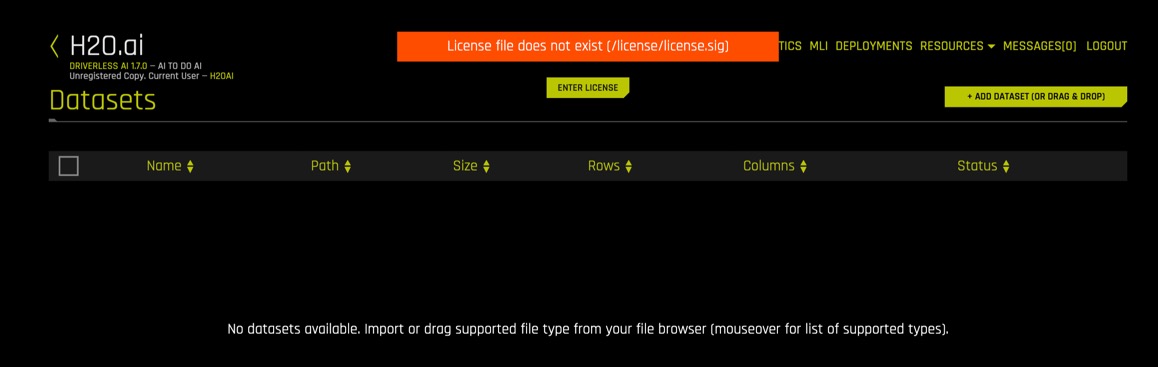 H2O.ai
DRIVERLESS AI 1.7.0 – AI TO DO AI
Unregistered Copy. Current User – H2OAI
License file does not exist (/license/license.sig)
TICS MLI DEPLOYMENTS RESOURCES MESSAGES[0] LOGOUT
ENTER LICENSE
Datasets
+ ADD DATASET (OR DRAG & DROP)
Name Path Size Rows Columns Status
No datasets available. Import or drag supported file type from your file browser (mouseover for list of supported types).